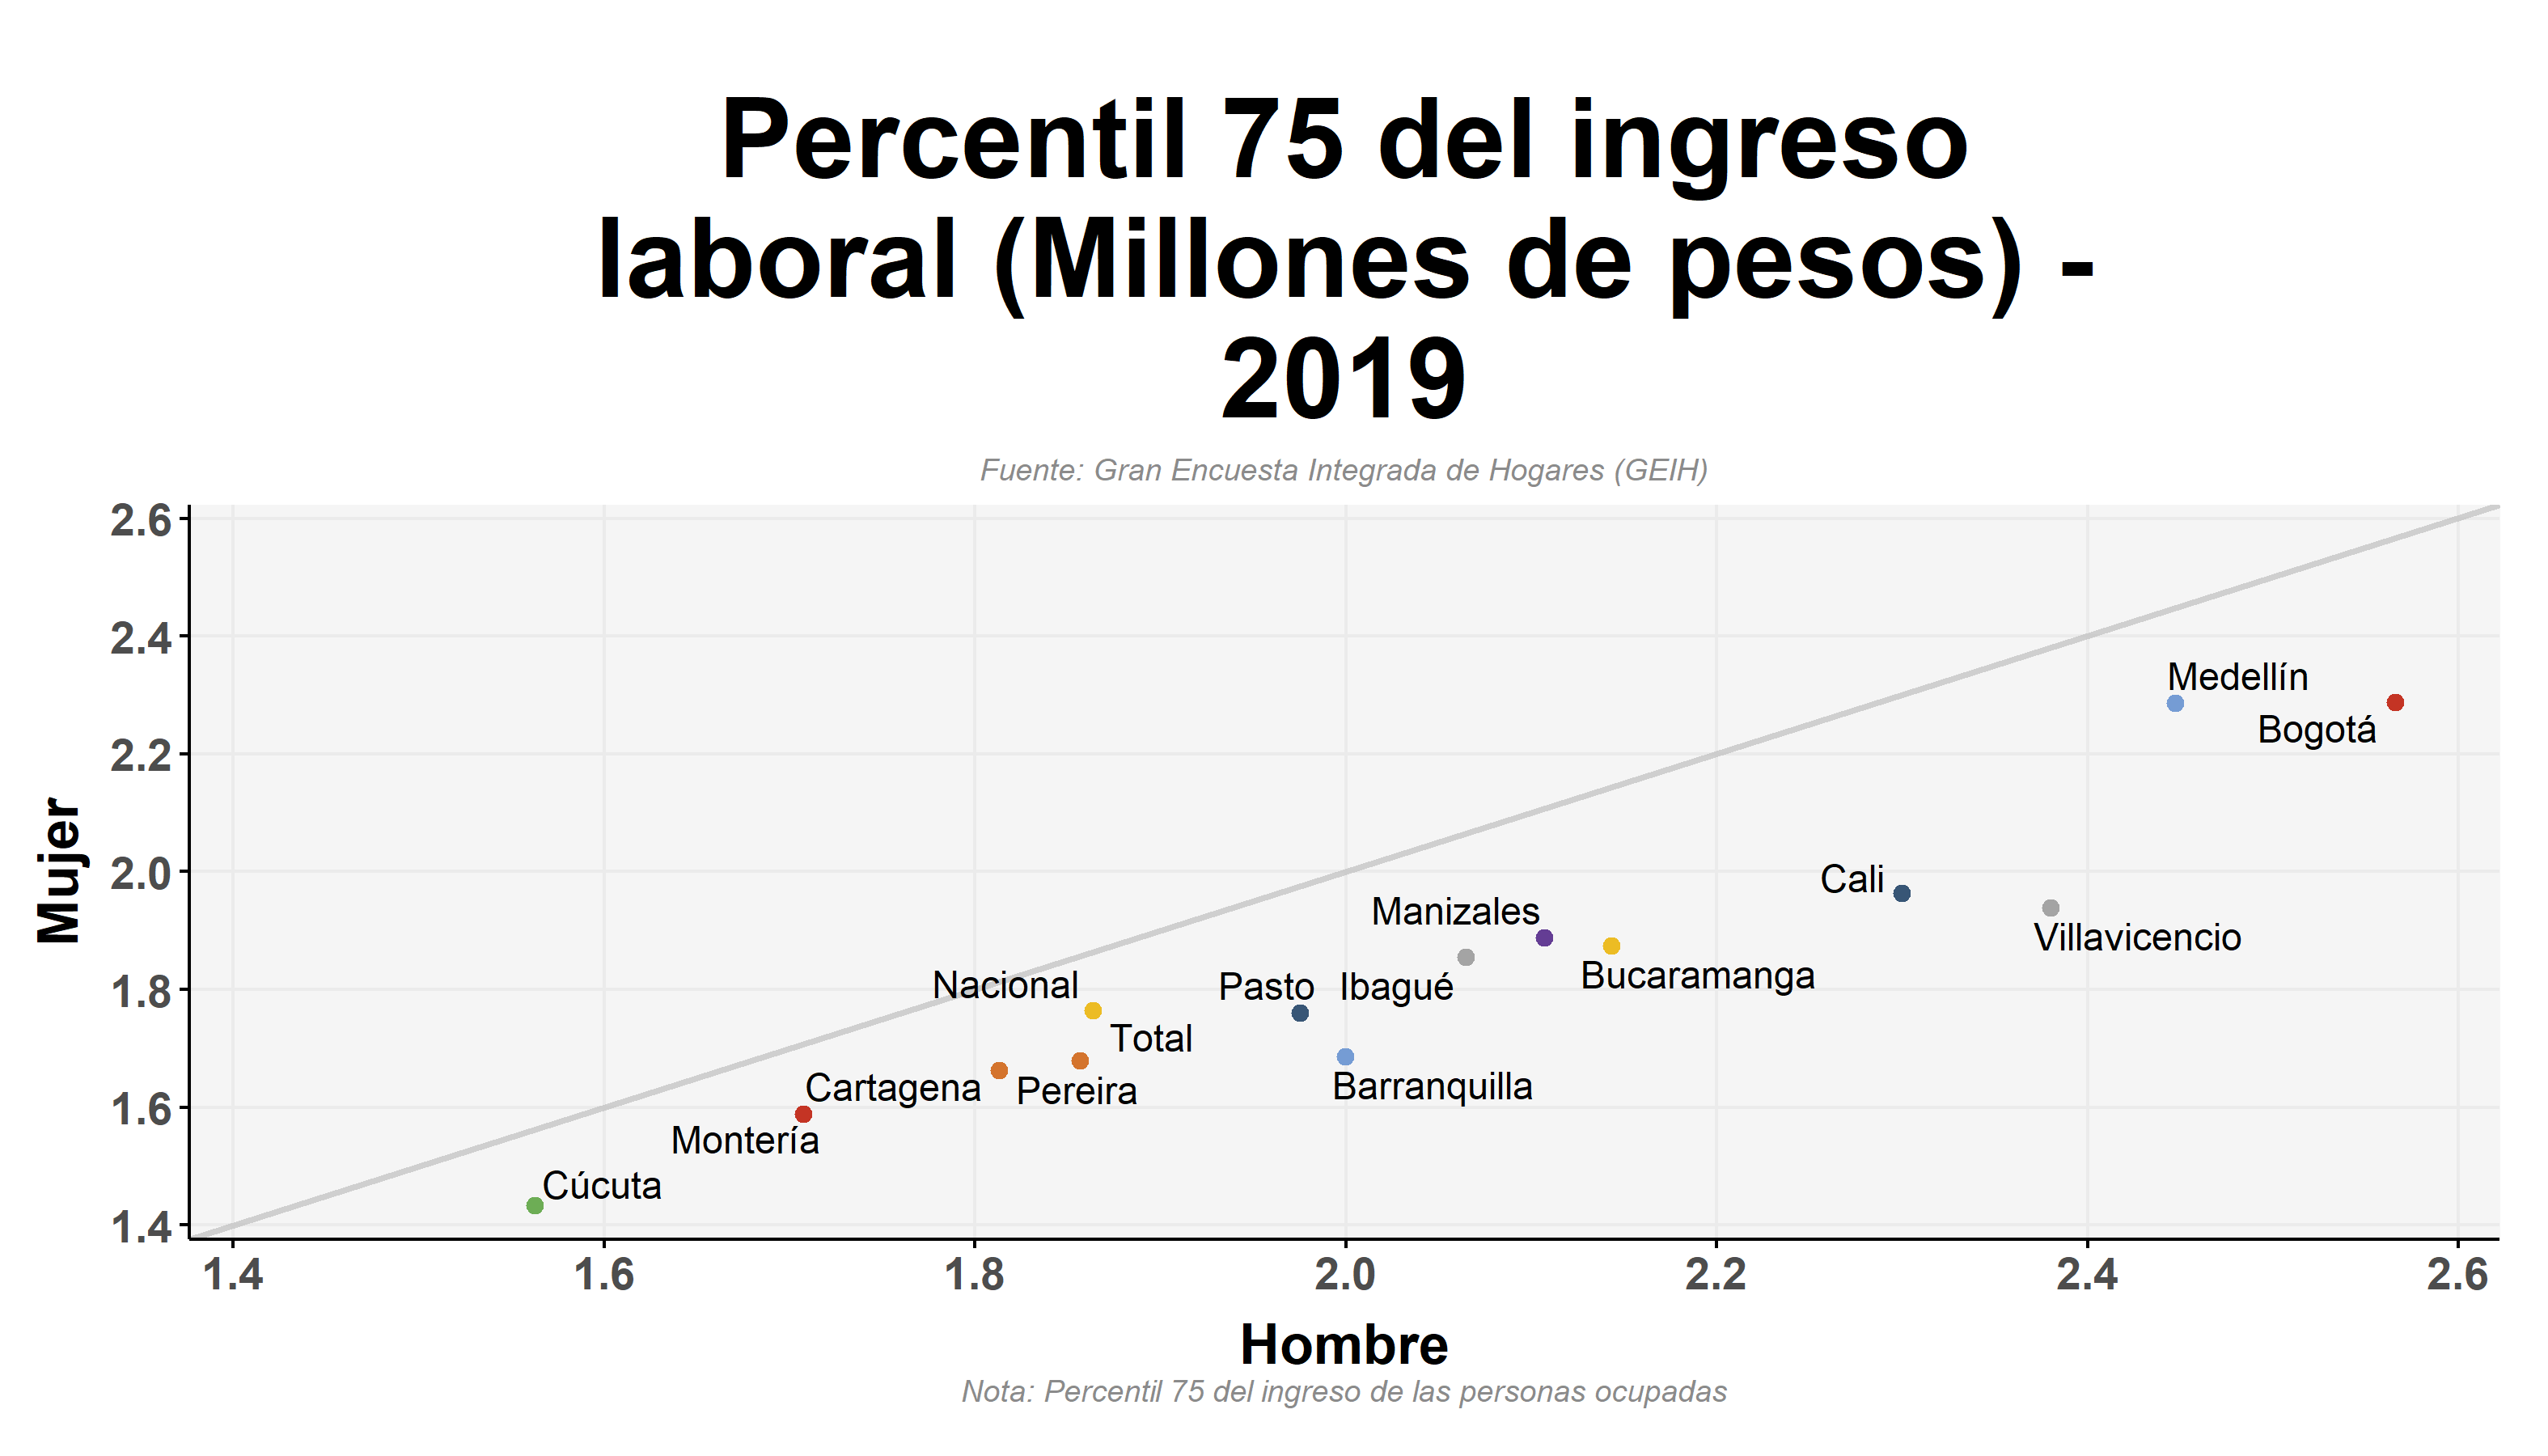 Percentil 75 del ingreso
laboral (Millones de pesos) -
2019
Fuente: Gran Encuesta Integrada de Hogares (GEIH)
Mujer
2.6
2.4
2.2
2.0
1.8
1.6
1.4
Medellín
Bogotá
Cali
Manizales
Villavicencio
Nacional
Pasto
Ibagué
Bucaramanga
Total
Cartagena
Pereira
Barranquilla
Montería
Cúcuta
1.4
1.6
1.8
2.0
2.2
2.4
2.6
Hombre
Nota: Percentil 75 del ingreso de las personas ocupadas